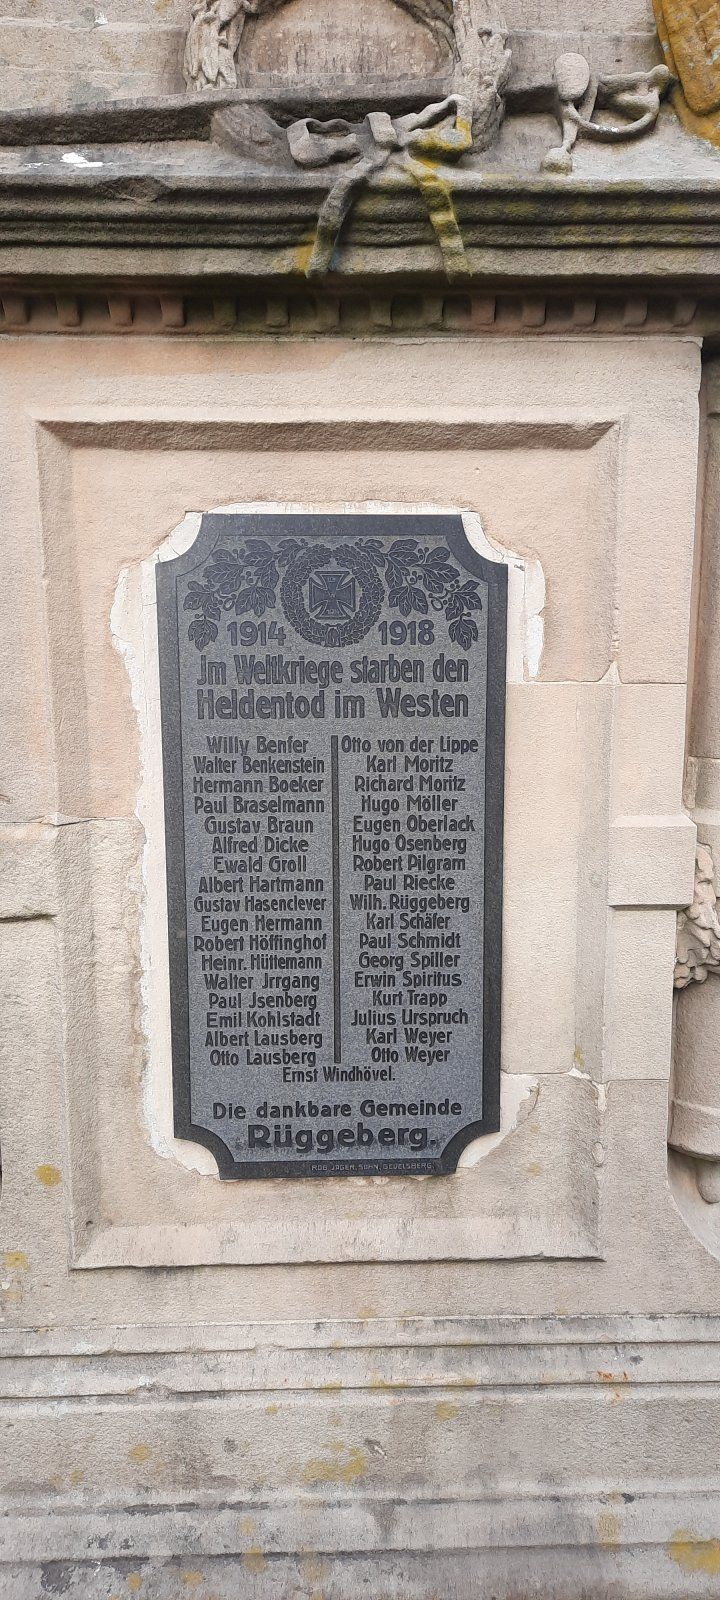 1914 1918
Jm Weltkriege starben den
Heldentod im Westen
Willy Benfer
Walter Benkenstein
Hermann Boeker
Paul Braselmann
Gustav Braun
Alfred Dicke
Ewald Groll
Albert Hartmann
Gustav Hasenclever
Eugen Hermann
Robert Höffinghof
Heinr. Hüttemann
Walter Jrrgang
Paul Jsenberg
Emil Kohlstadt
Albert Lausberg
Otto Lausberg
Otto von der Lippe
Karl Moritz
Richard Moritz
Hugo Möller
Eugen Oberlack
Hugo Osenberg
Robert Pilgram
Paul Riecke
Wilh. Rüggeberg
Karl Schäfer
Paul Schmidt
Georg Spiller
Erwin Spiritus
Kurt Trapp
Julius Urspruch
Karl Weyer
Otto Weyer
Ernst Windhövel.
Die dankbare Gemeinde
Rüggeberg.
ROB. JÄGER. SOHN, GEVELSBERG.